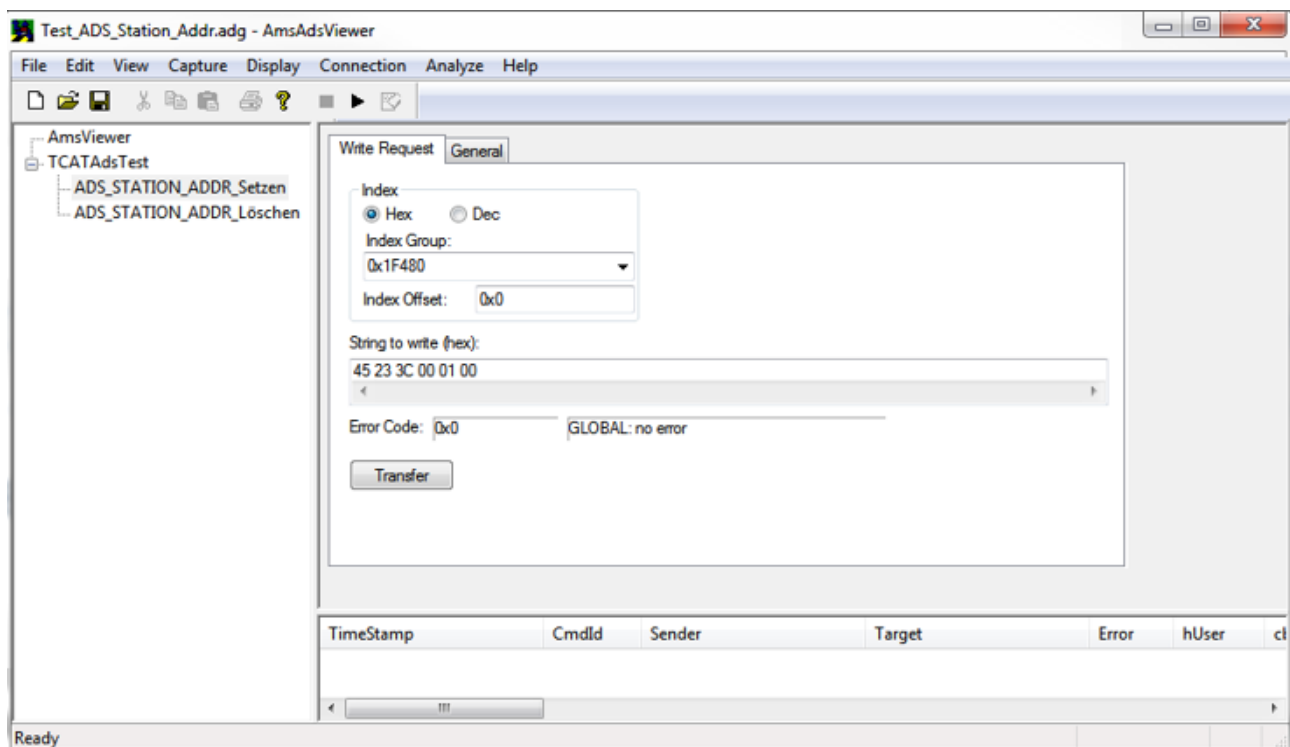 Test_ADS_Station_Addr.adg - AmsAdsViewer
File Edit View Capture Display Connection Analyze Help
AmsViewer
TCATAdsTest
ADS_STATION_ADDR_Setzen
ADS_STATION_ADDR_Löschen
Write Request General
Index
Hex Dec
Index Group:
0x1F480
Index Offset: 0x0
String to write (hex):
45 23 3C 00 01 00
Error Code: 0x0 GLOBAL: no error
Transfer
TimeStamp CmdId Sender Target Error hUser
Ready